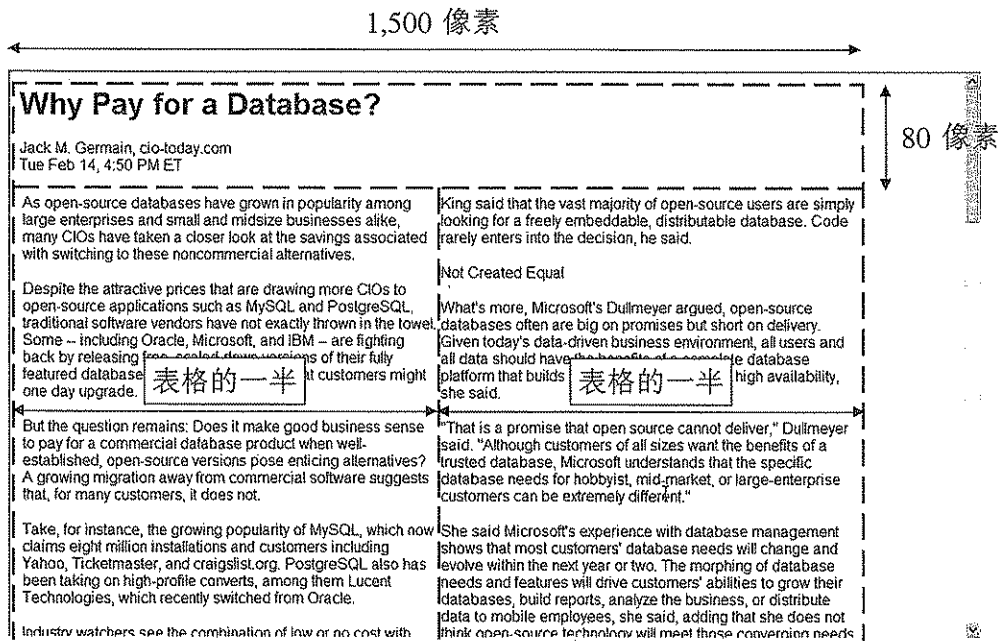 1,500 像素
Why Pay for a Database?
80 像素
Jack M. Germain, cio-today.com
Tue Feb 14, 4:50 PM ET
As open-source databases have grown in popularity among
large enterprises and small and midsize businesses alike,
many CIOs have taken a closer look at the savings associated
with switching to these noncommercial alternatives.
Despite the attractive prices that are drawing more CIOs to
open-source applications such as MySQL and PostgreSQL,
traditional software vendors have not exactly thrown in the towel.
Some -- including Oracle, Microsoft, and IBM -- are fighting
back by releasing free, scaled-down versions of their fully
featured database
表格的一半
t customers might
one day upgrade.
But the question remains: Does it make good business sense
to pay for a commercial database product when well-
established, open-source versions pose enticing alternatives?
A growing migration away from commercial software suggests
that, for many customers, it does not.
Take, for instance, the growing popularity of MySQL, which now
claims eight million installations and customers including
Yahoo, Ticketmaster, and craigslist.org. PostgreSQL also has
been taking on high-profile converts, among them Lucent
Technologies, which recently switched from Oracle.
Industry watchers see the combination of low or no cost with
King said that the vast majority of open-source users are simply
looking for a freely embeddable, distributable database. Code
rarely enters into the decision, he said.
Not Created Equal
What's more, Microsoft's Dullmeyer argued, open-source
databases often are big on promises but short on delivery.
Given today's data-driven business environment, all users and
all data should have the benefits of a complete database
platform that builds
表格的一半
high availability,
she said.
"That is a promise that open source cannot deliver," Dullmeyer
said. "Although customers of all sizes want the benefits of a
trusted database, Microsoft understands that the specific
database needs for hobbyist, mid-market, or large-enterprise
customers can be extremely different."
She said Microsoft's experience with database management
shows that most customers' database needs will change and
evolve within the next year or two. The morphing of database
needs and features will drive customers' abilities to grow their
databases, build reports, analyze the business, or distribute
data to mobile employees, she said, adding that she does not
think open-source technology will meet those converging needs